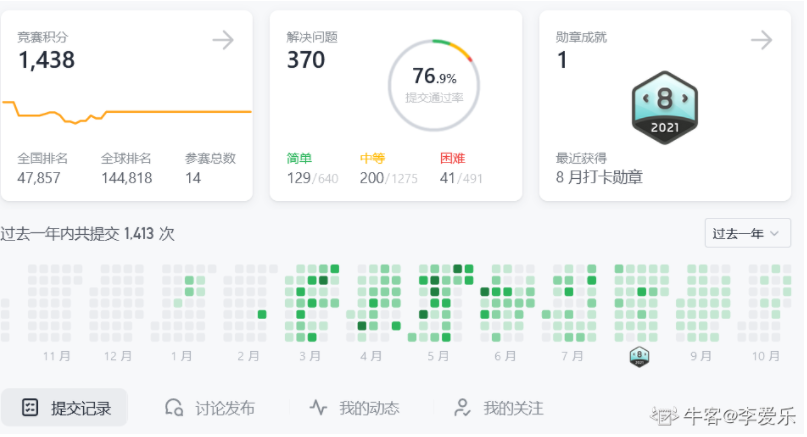 竞赛积分
1,438
全国排名 全球排名 参赛总数
47,857 144,818 14
解决问题
370
76.9%
提交通过率
简单 中等 困难
129/640 200/1275 41/491
勋章成就
1
8
2021
最近获得
8 月打卡勋章
过去一年内共提交 1,413 次
过去一年
11 月 12 月 1 月 2 月 3 月 4 月 5 月 6 月 7 月 8 2021 9 月 10 月
提交记录 讨论发布 我的动态 我的关注
牛客@李爱乐